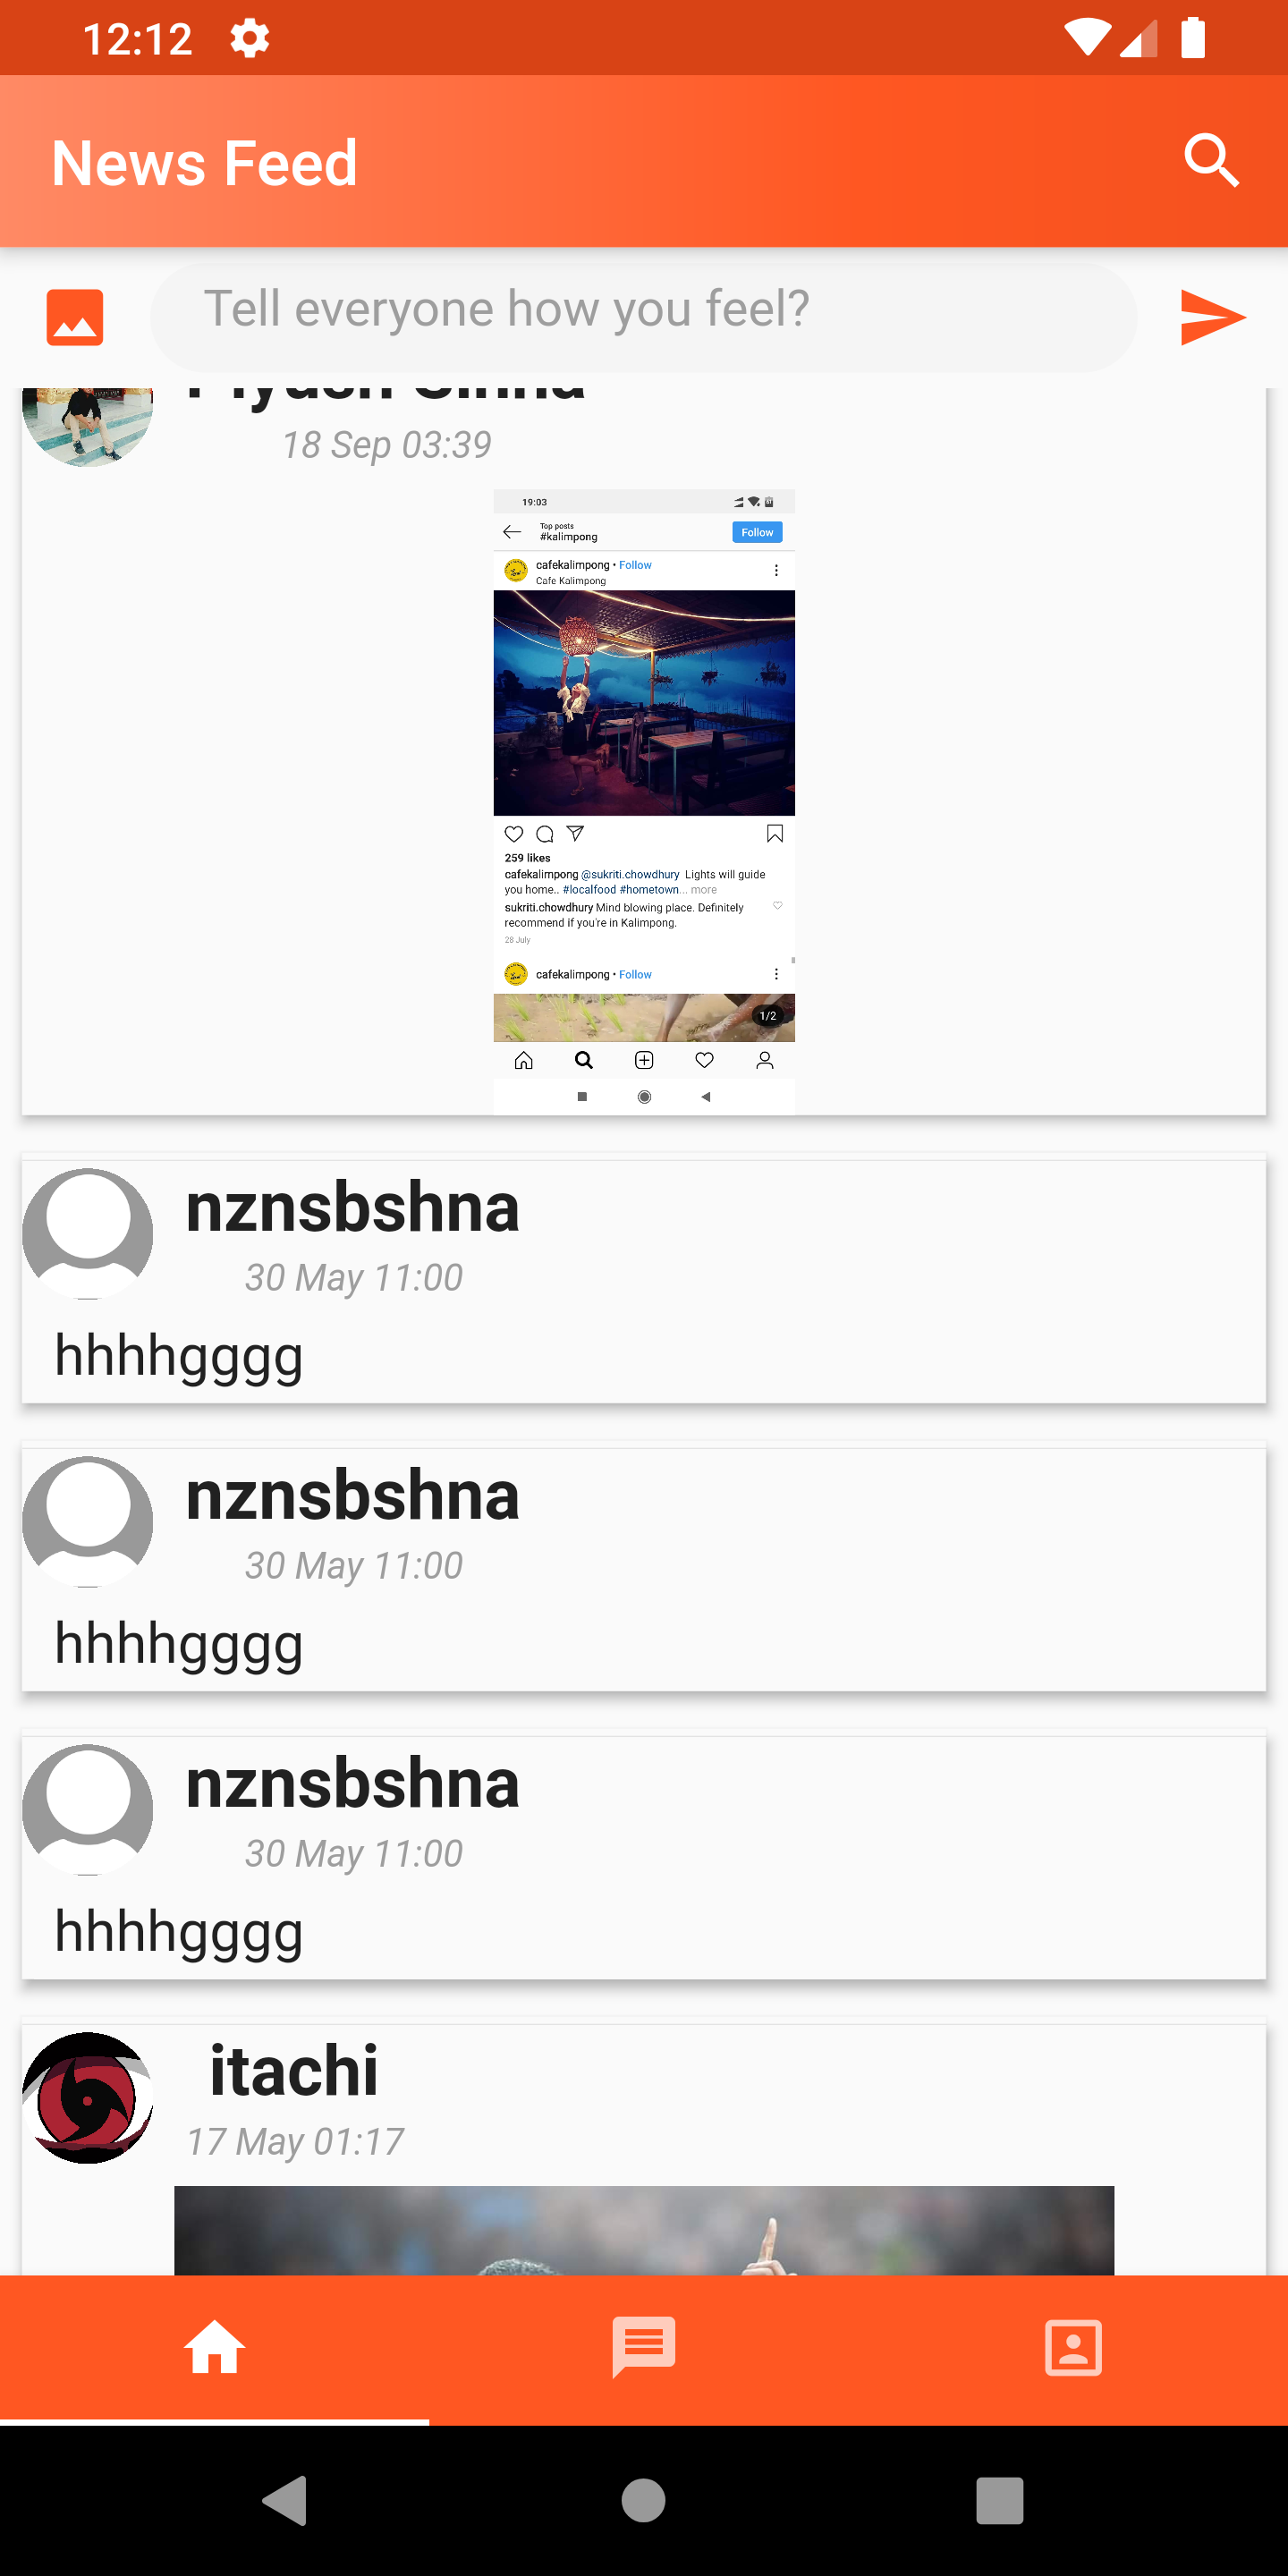 12:12
News Feed
Tell everyone how you feel?
Piyush Sinha
18 Sep 03:39
19:03
Top posts
#kalimpong
Follow
cafekalimpong • Follow
Cafe Kalimpong
259 likes
cafekalimpong @sukriti.chowdhury Lights will guide
you home.. #localfood #hometown... more
sukriti.chowdhury Mind blowing place. Definitely
recommend if you're in Kalimpong.
28 July
cafekalimpong • Follow
1/2
nznsbshna
30 May 11:00
hhhhgggg
nznsbshna
30 May 11:00
hhhhgggg
nznsbshna
30 May 11:00
hhhhgggg
itachi
17 May 01:17